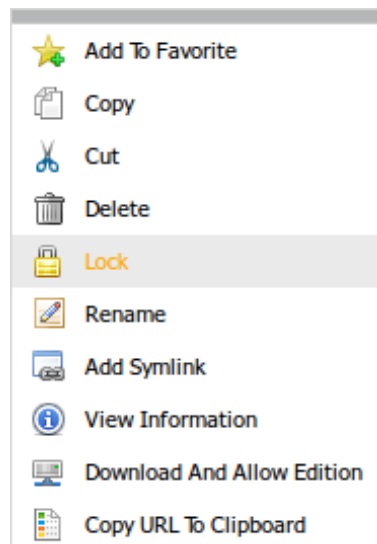 Add To Favorite
Copy
Cut
Delete
Lock
Rename
Add Symlink
View Information
Download And Allow Edition
Copy URL To Clipboard